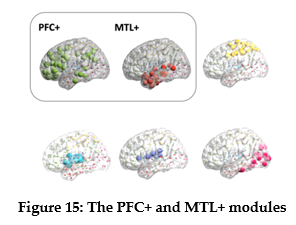 PFC+ MTL+
Figure 15: The PFC+ and MTL+ modules